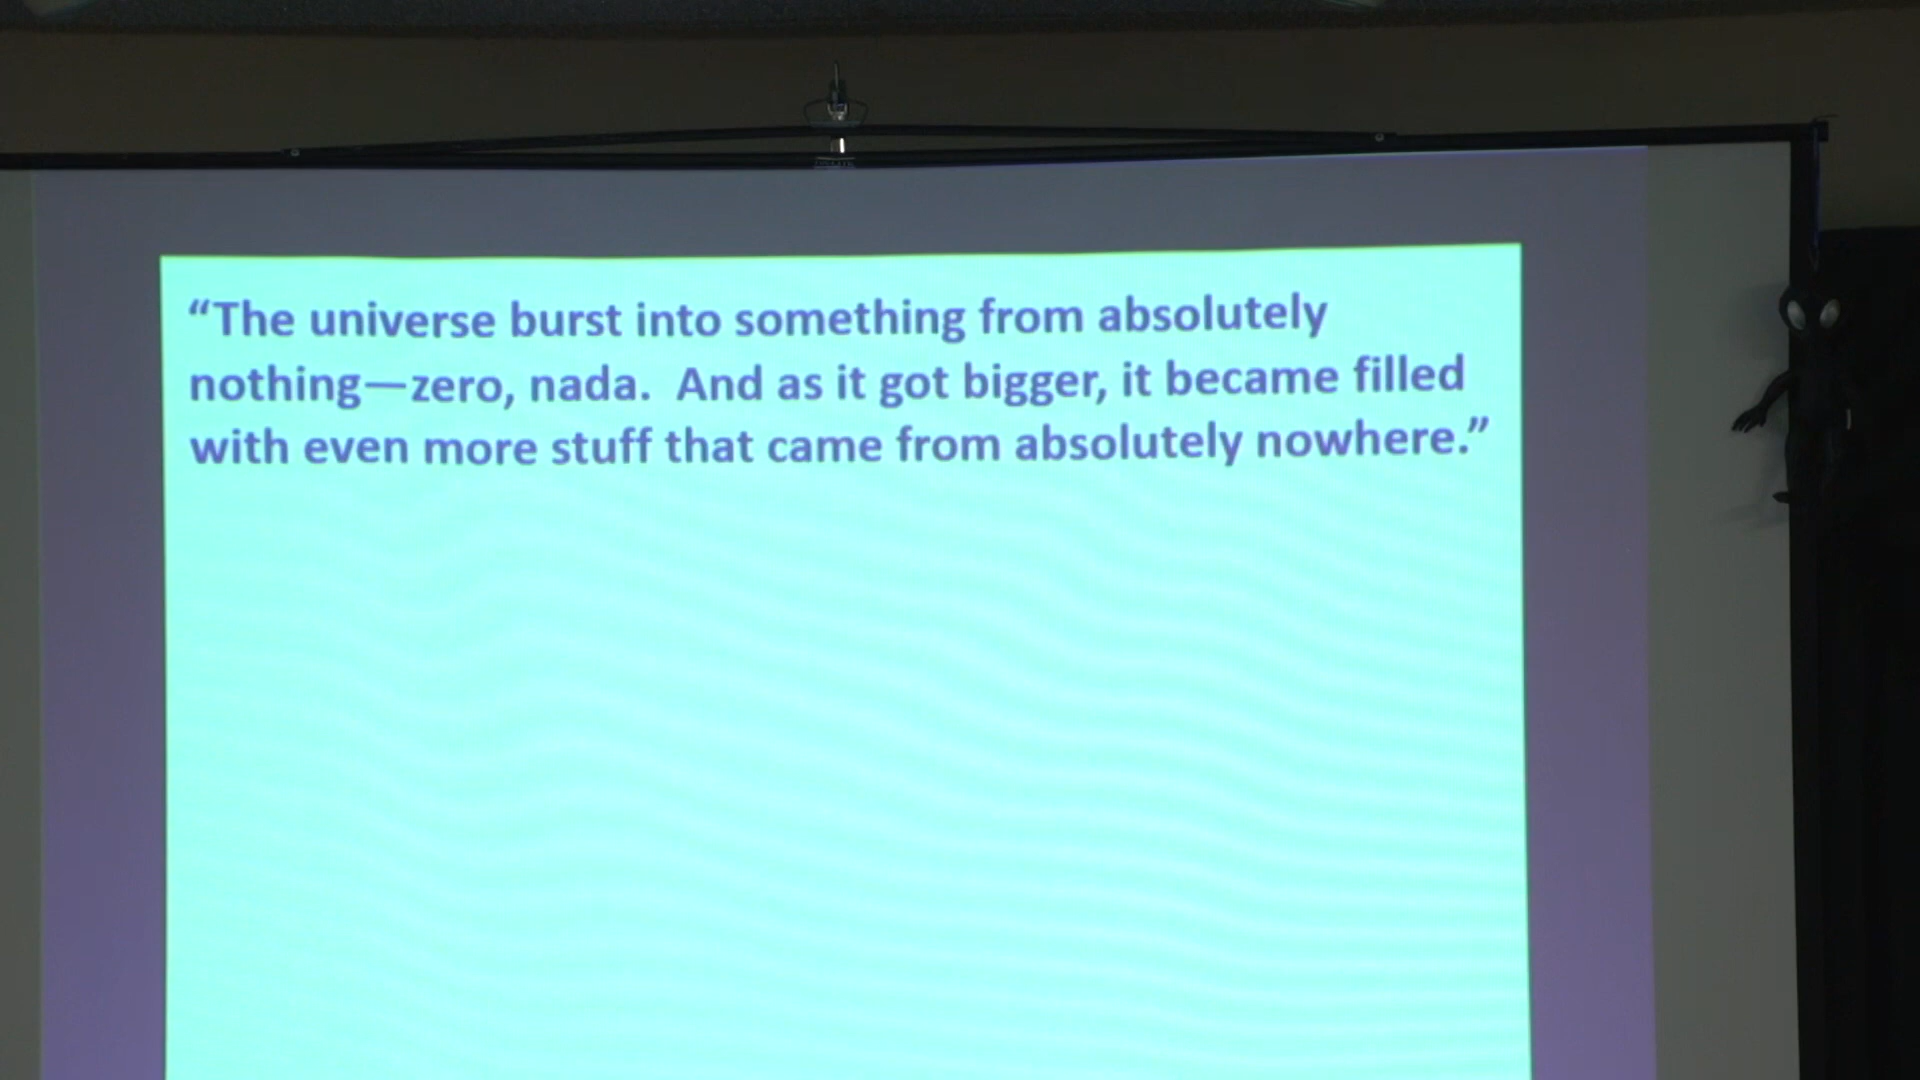 “The universe burst into something from absolutely
nothing—zero, nada.  And as it got bigger, it became filled
with even more stuff that came from absolutely nowhere.”